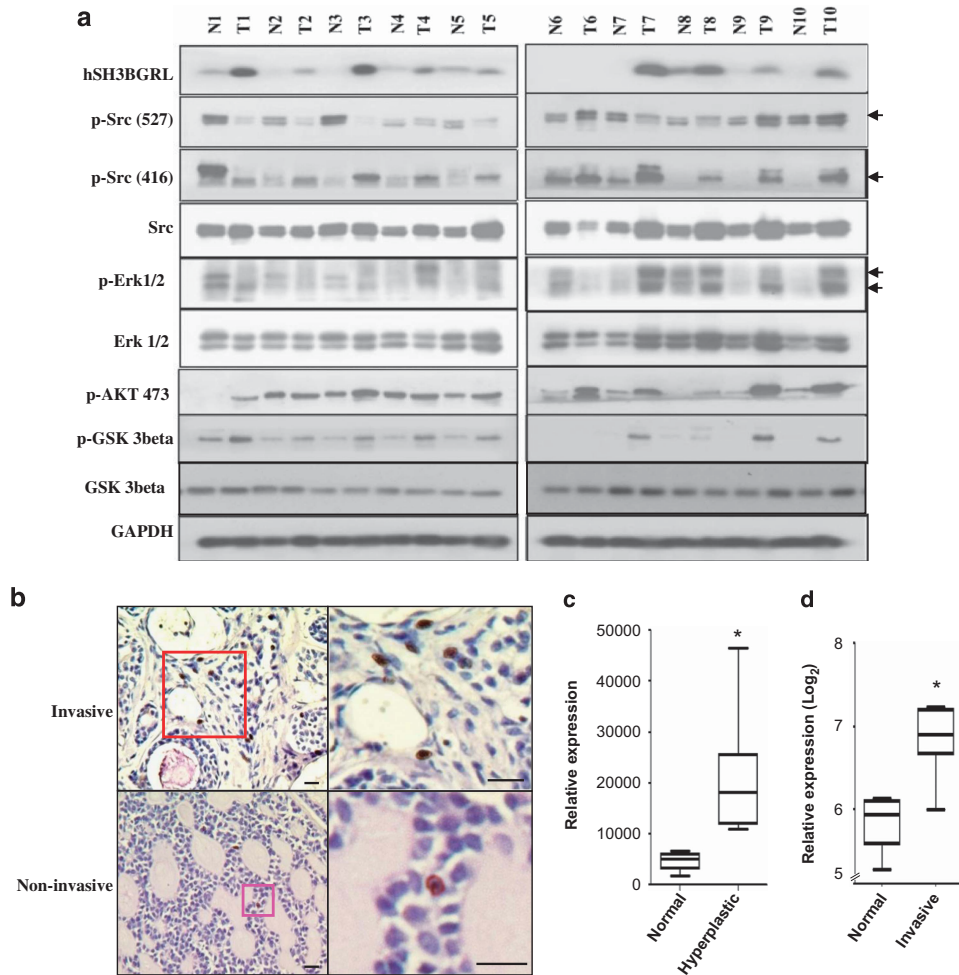 a
N1 T1 N2 T2 N3 T3 N4 T4 N5 T5 N6 T6 N7 T7 N8 T8 N9 T9 N10 T10
hSH3BGRL
p-Src (527)
p-Src (416)
Src
p-Erk1/2
Erk 1/2
p-AKT 473
p-GSK 3beta
GSK 3beta
GAPDH
b
Invasive
Non-invasive
c
Relative expression
50000
40000
30000
20000
10000
0
*
Normal
Hyperplastic
d
Relative expression (Log2)
8
7
6
5
*
Normal
Invasive